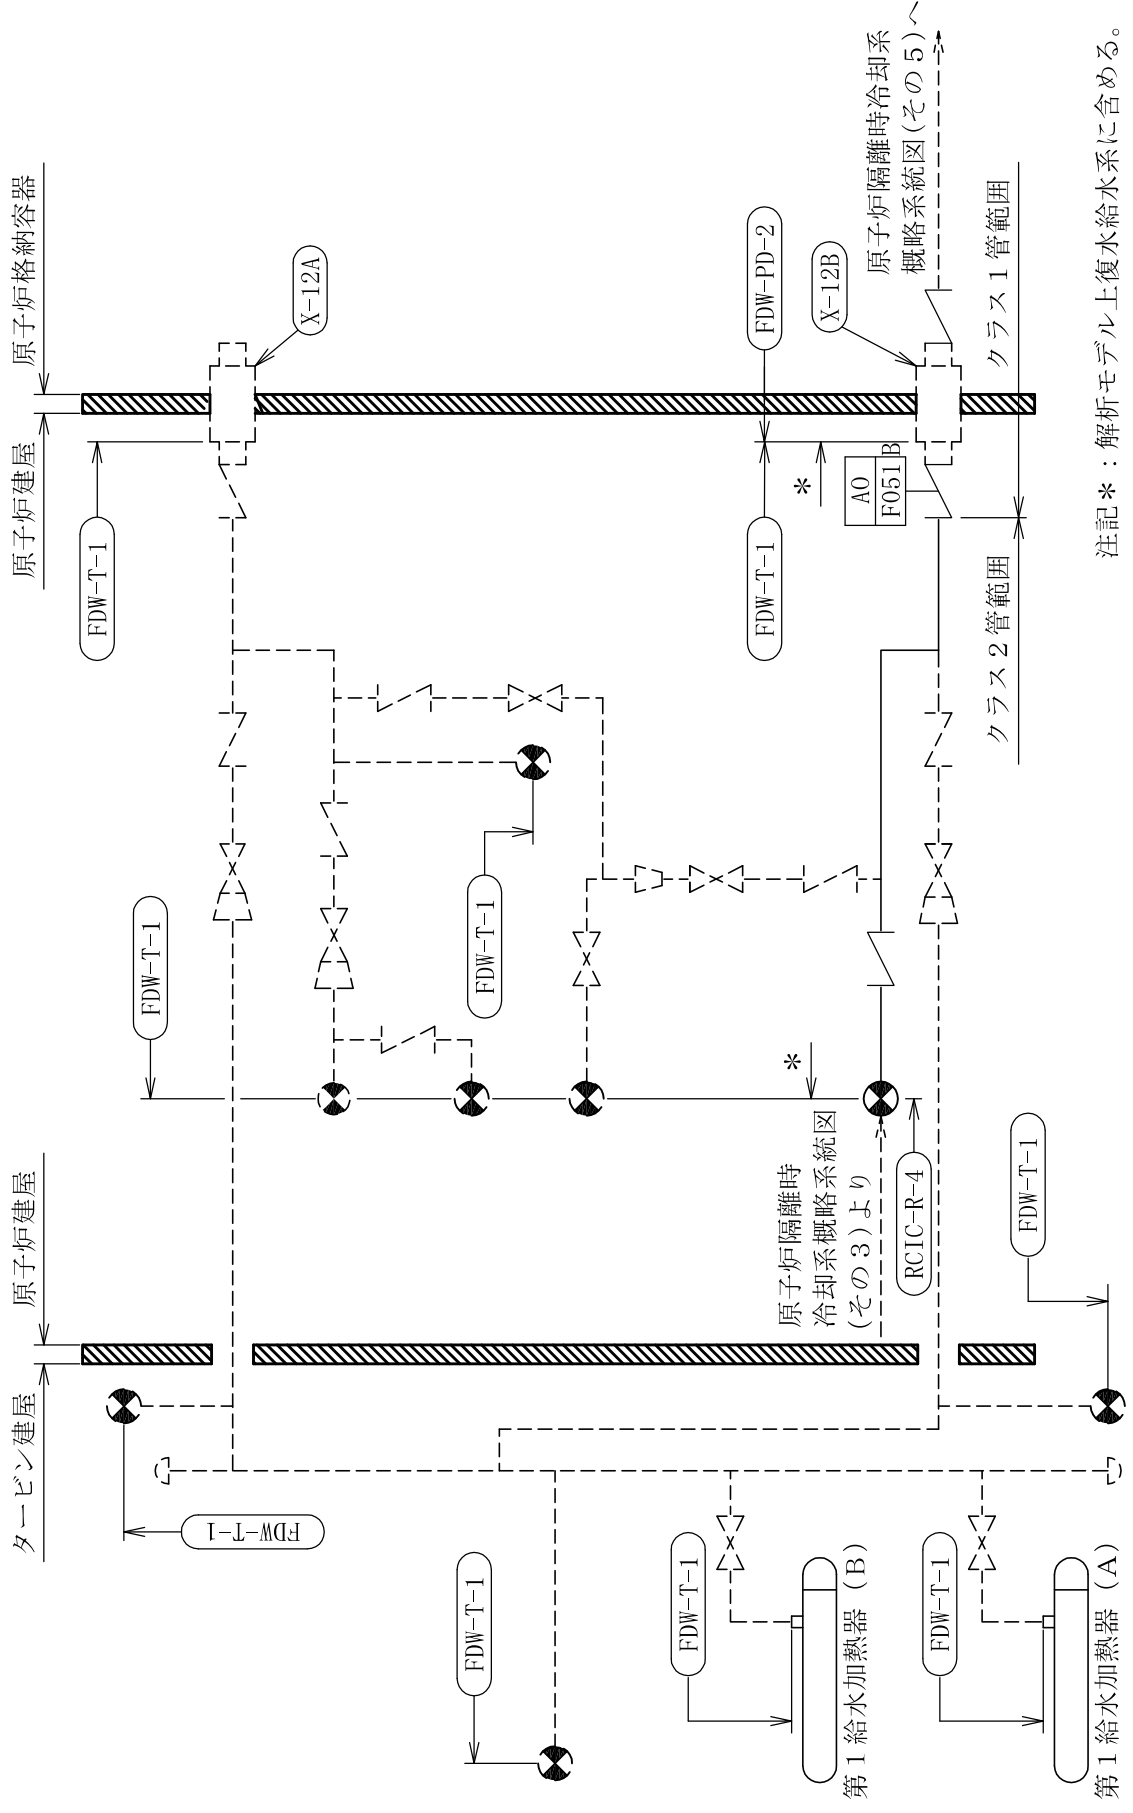 タービン建屋
原子炉建屋
原子炉建屋
原子炉格納容器
FDW-T-1
FDW-T-1
FDW-T-1
X-12A
FDW-T-1
FDW-T-1
FDW-T-1
FDW-PD-2
*
*
X-12B
AO
F051B
原子炉隔離時冷却系
概略系統図(その5)へ
原子炉隔離時
冷却系概略系統図
(その3)より
RCIC-R-4
FDW-T-1
FDW-T-1
第1給水加熱器(B)
FDW-T-1
第1給水加熱器(A)
クラス2管範囲
クラス1管範囲
注記*:解析モデル上復水給水系に含める。